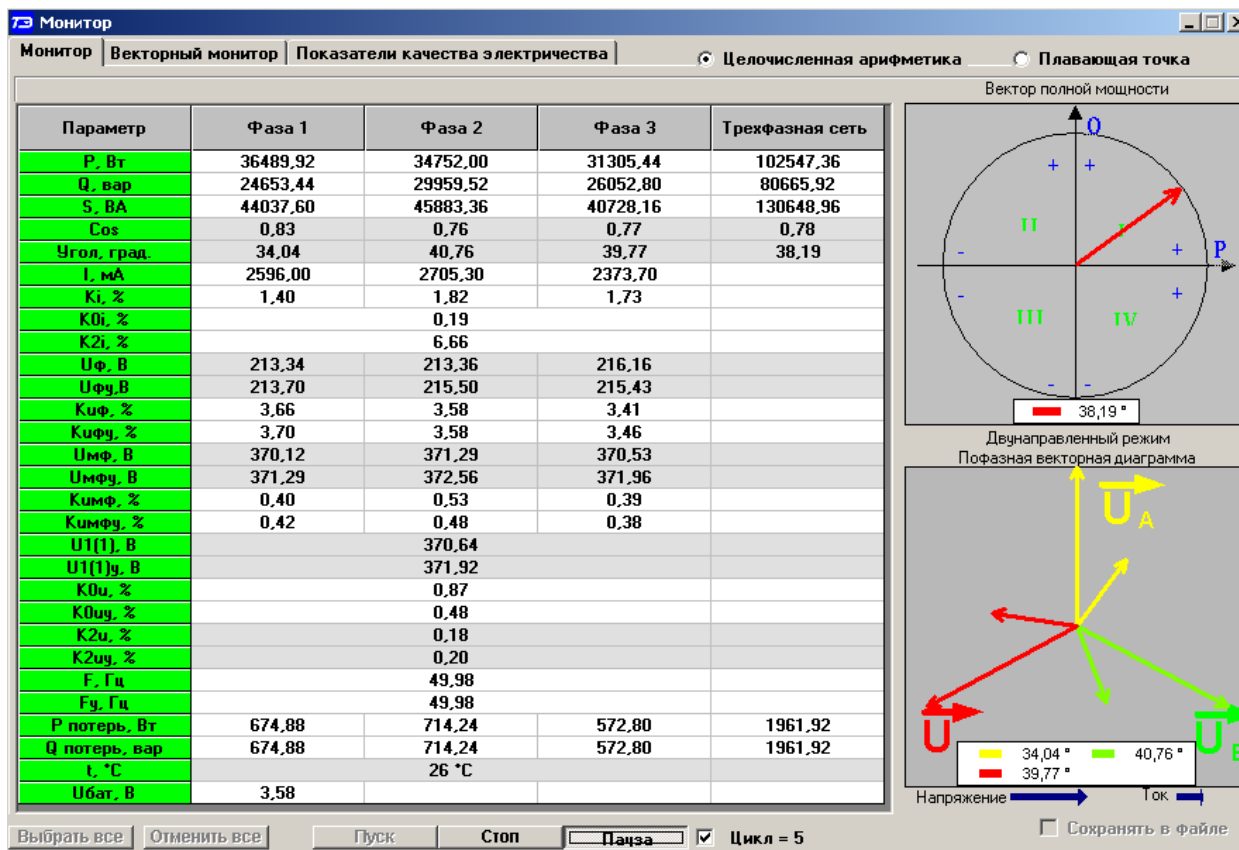 ТЭ Монитор
Монитор Векторный монитор Показатели качества электричества Целочисленная арифметика Плавающая точка
Вектор полной мощности
Параметр Фаза 1 Фаза 2 Фаза 3 Трехфазная сеть
P, Вт 36489,92 34752,00 31305,44 102547,36
Q, вар 24653,44 29959,52 26052,80 80665,92
S, ВА 44037,60 45883,36 40728,16 130648,96
Cos 0,83 0,76 0,77 0,78
Угол, град. 34,04 40,76 39,77 38,19
I, мА 2596,00 2705,30 2373,70
Ki, % 1,40 1,82 1,73
K0i, % 0,19
K2i, % 6,66
Uф, В 213,34 213,36 216,16
Uфу,В 213,70 215,50 215,43
Kuф, % 3,66 3,58 3,41
Kuфу, % 3,70 3,58 3,46
Uмф, В 370,12 371,29 370,53
Uмфу, В 371,29 372,56 371,96
Kuмф, % 0,40 0,53 0,39
Kuмфу, % 0,42 0,48 0,38
U1(1), В 370,64
U1(1)у, В 371,92
K0u, % 0,87
K0uу, % 0,48
K2u, % 0,18
K2uу, % 0,20
F, Гц 49,98
Fу, Гц 49,98
P потерь, Вт 674,88 714,24 572,80 1961,92
Q потерь, вар 674,88 714,24 572,80 1961,92
t, °C 26 °C
Uбат, В 3,58
Q
+ +
II I
- + P
- +
III IV
- -
38,19 °
Двунаправленный режим
Пофазная векторная диаграмма
U A
U U B
34,04 ° 40,76 °
39,77 °
Напряжение Ток
Выбрать все Отменить все Пуск Стоп Пауза Цикл = 5 Сохранять в файле